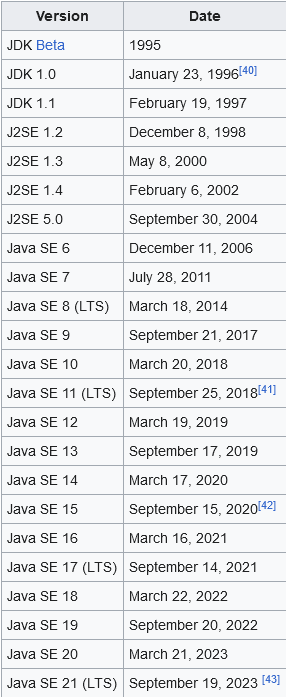 Version Date
JDK Beta 1995
JDK 1.0 January 23, 1996[40]
JDK 1.1 February 19, 1997
J2SE 1.2 December 8, 1998
J2SE 1.3 May 8, 2000
J2SE 1.4 February 6, 2002
J2SE 5.0 September 30, 2004
Java SE 6 December 11, 2006
Java SE 7 July 28, 2011
Java SE 8 (LTS) March 18, 2014
Java SE 9 September 21, 2017
Java SE 10 March 20, 2018
Java SE 11 (LTS) September 25, 2018[41]
Java SE 12 March 19, 2019
Java SE 13 September 17, 2019
Java SE 14 March 17, 2020
Java SE 15 September 15, 2020[42]
Java SE 16 March 16, 2021
Java SE 17 (LTS) September 14, 2021
Java SE 18 March 22, 2022
Java SE 19 September 20, 2022
Java SE 20 March 21, 2023
Java SE 21 (LTS) September 19, 2023 [43]